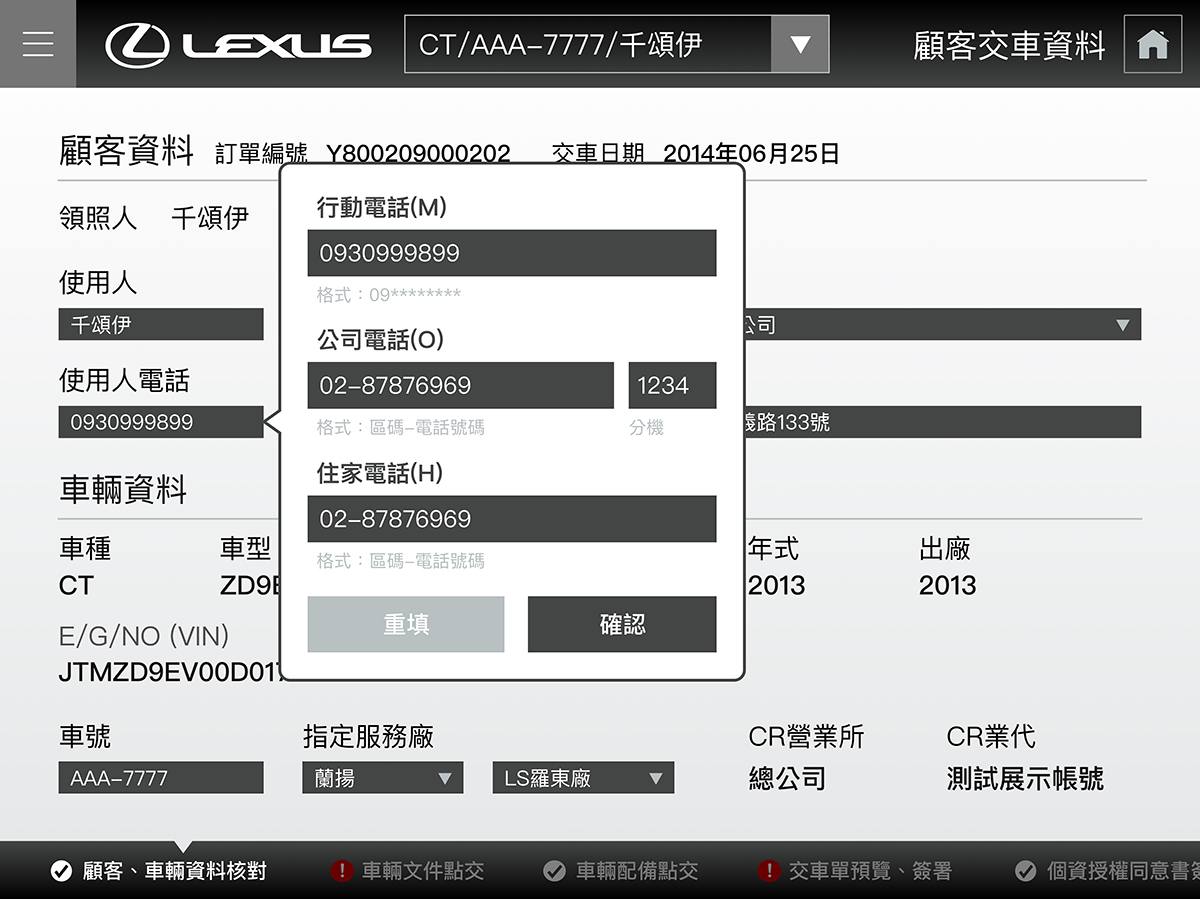 LEXUS CT/AAA-7777/千頌伊 顧客交車資料
顧客資料 訂單編號 Y800209000202 交車日期 2014年06月25日
領照人 千頌伊
使用人
千頌伊
使用人電話
0930999899
行動電話(M)
0930999899
格式：09********
公司電話(O)
02-87876969 1234
格式：區碼-電話號碼 分機
住家電話(H)
02-87876969
格式：區碼-電話號碼
重填 確認
公司
路133號
車輛資料
車種 車型 年式 出廠
CT ZD9 2013 2013
E/G/NO (VIN)
JTMZD9EV00D01
車號 指定服務廠 CR營業所 CR業代
AAA-7777 蘭揚 LS羅東廠 總公司 測試展示帳號
顧客、車輛資料核對 車輛文件點交 車輛配備點交 交車單預覽、簽署 個資授權同意書